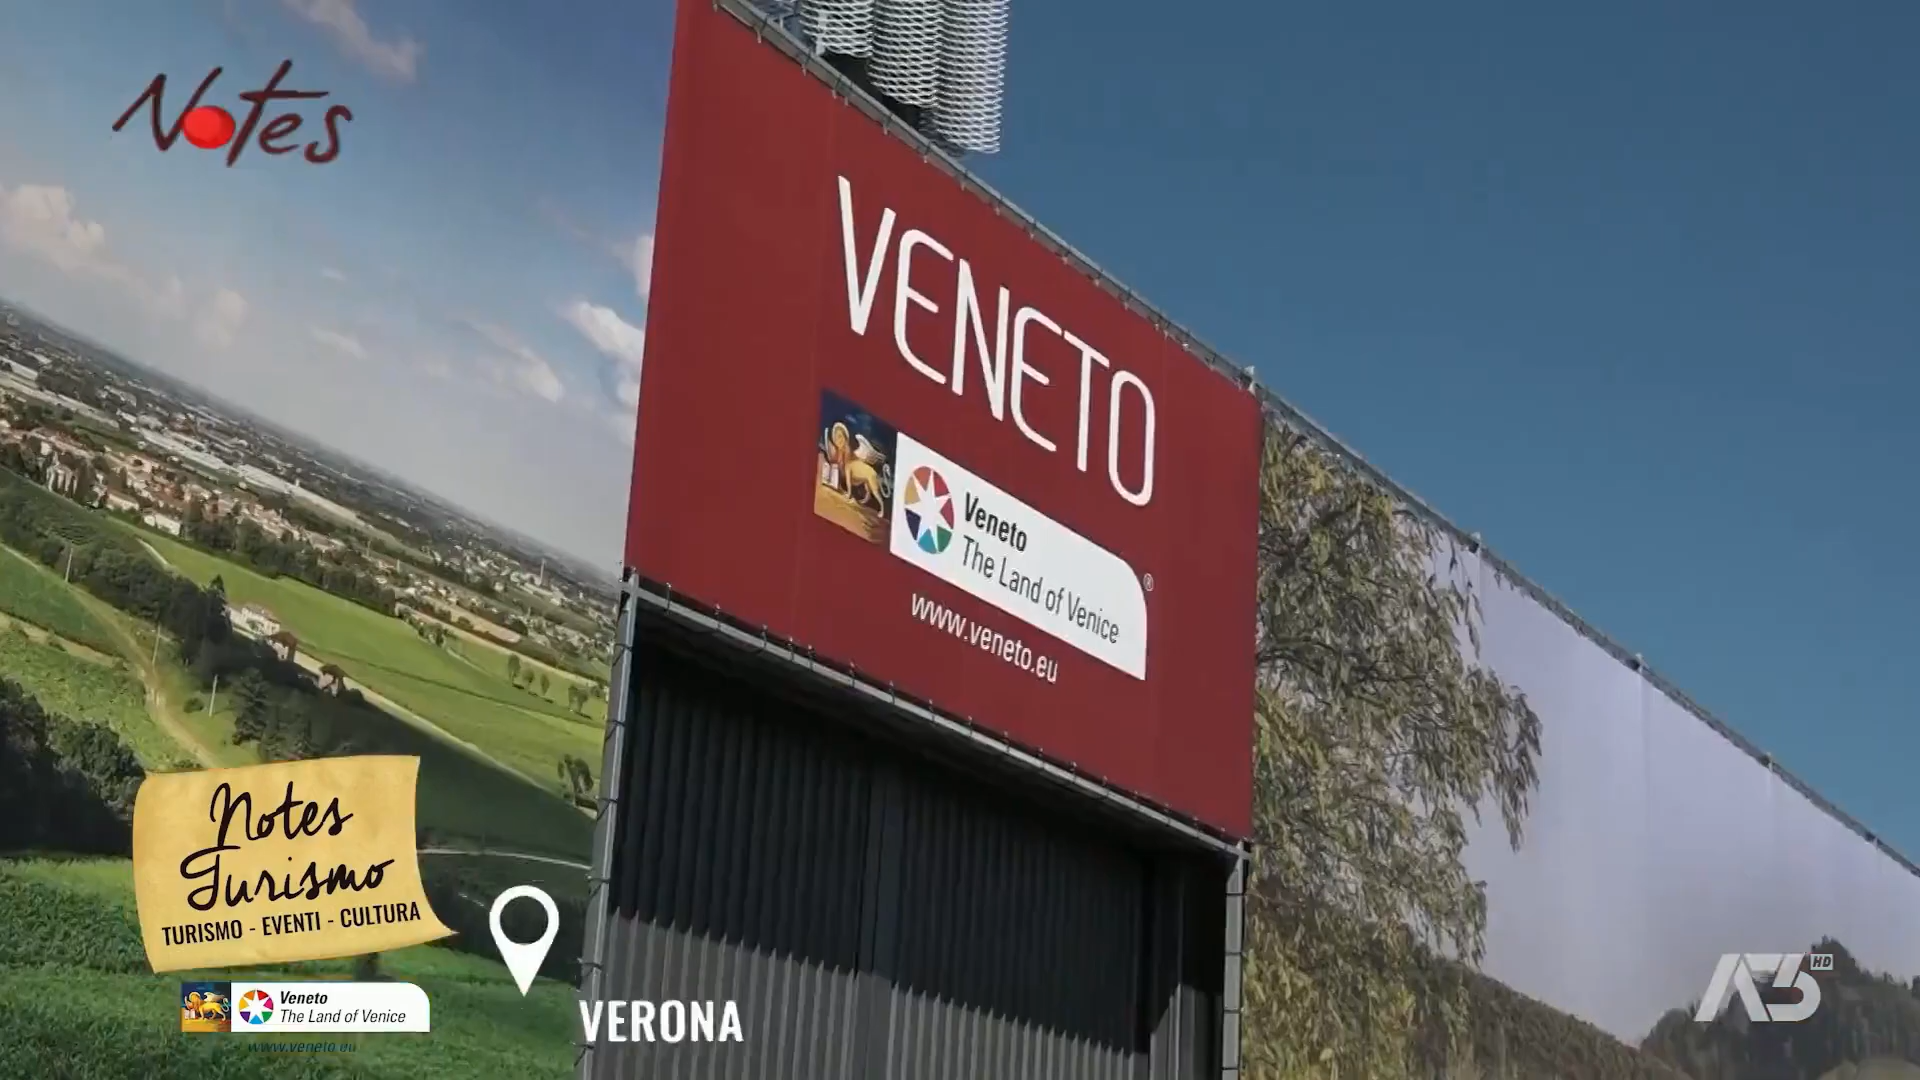 Notes
VENETO
Veneto
The Land of Venice
®
www.veneto.eu
Notes
Turismo
TURISMO - EVENTI - CULTURA
Veneto
The Land of Venice
www.veneto.eu
VERONA
A3 HD